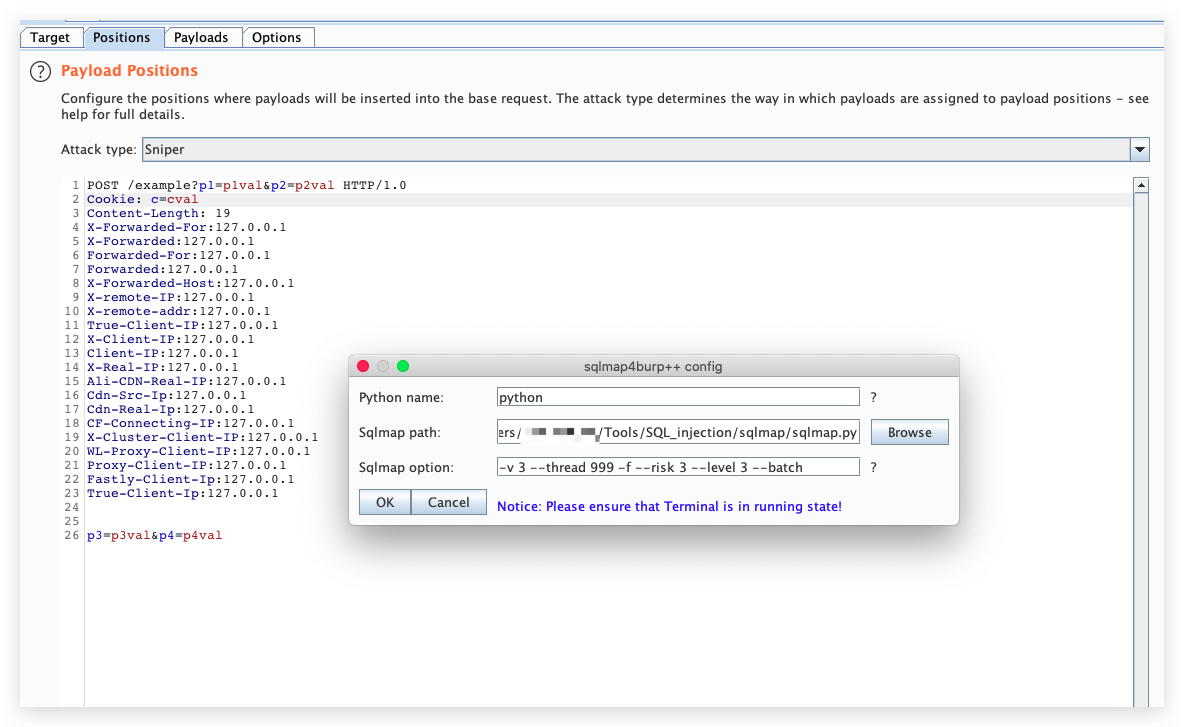 Target Positions Payloads Options
? Payload Positions
Configure the positions where payloads will be inserted into the base request. The attack type determines the way in which payloads are assigned to payload positions – see
help for full details.
Attack type: Sniper
1 POST /example?p1=p1val&p2=p2val HTTP/1.0
2 Cookie: c=cval
3 Content-Length: 19
4 X-Forwarded-For:127.0.0.1
5 X-Forwarded:127.0.0.1
6 Forwarded-For:127.0.0.1
7 Forwarded:127.0.0.1
8 X-Forwarded-Host:127.0.0.1
9 X-remote-IP:127.0.0.1
10 X-remote-addr:127.0.0.1
11 True-Client-IP:127.0.0.1
12 X-Client-IP:127.0.0.1
13 Client-IP:127.0.0.1
14 X-Real-IP:127.0.0.1
15 Ali-CDN-Real-IP:127.0.0.1
16 Cdn-Src-Ip:127.0.0.1
17 Cdn-Real-Ip:127.0.0.1
18 CF-Connecting-IP:127.0.0.1
19 X-Cluster-Client-IP:127.0.0.1
20 WL-Proxy-Client-IP:127.0.0.1
21 Proxy-Client-IP:127.0.0.1
22 Fastly-Client-Ip:127.0.0.1
23 True-Client-Ip:127.0.0.1
24
25
26 p3=p3val&p4=p4val
sqlmap4burp++ config
Python name: python ?
Sqlmap path: ers/ /Tools/SQL_injection/sqlmap/sqlmap.py Browse
Sqlmap option: -v 3 --thread 999 -f --risk 3 --level 3 --batch ?
OK Cancel Notice: Please ensure that Terminal is in running state!